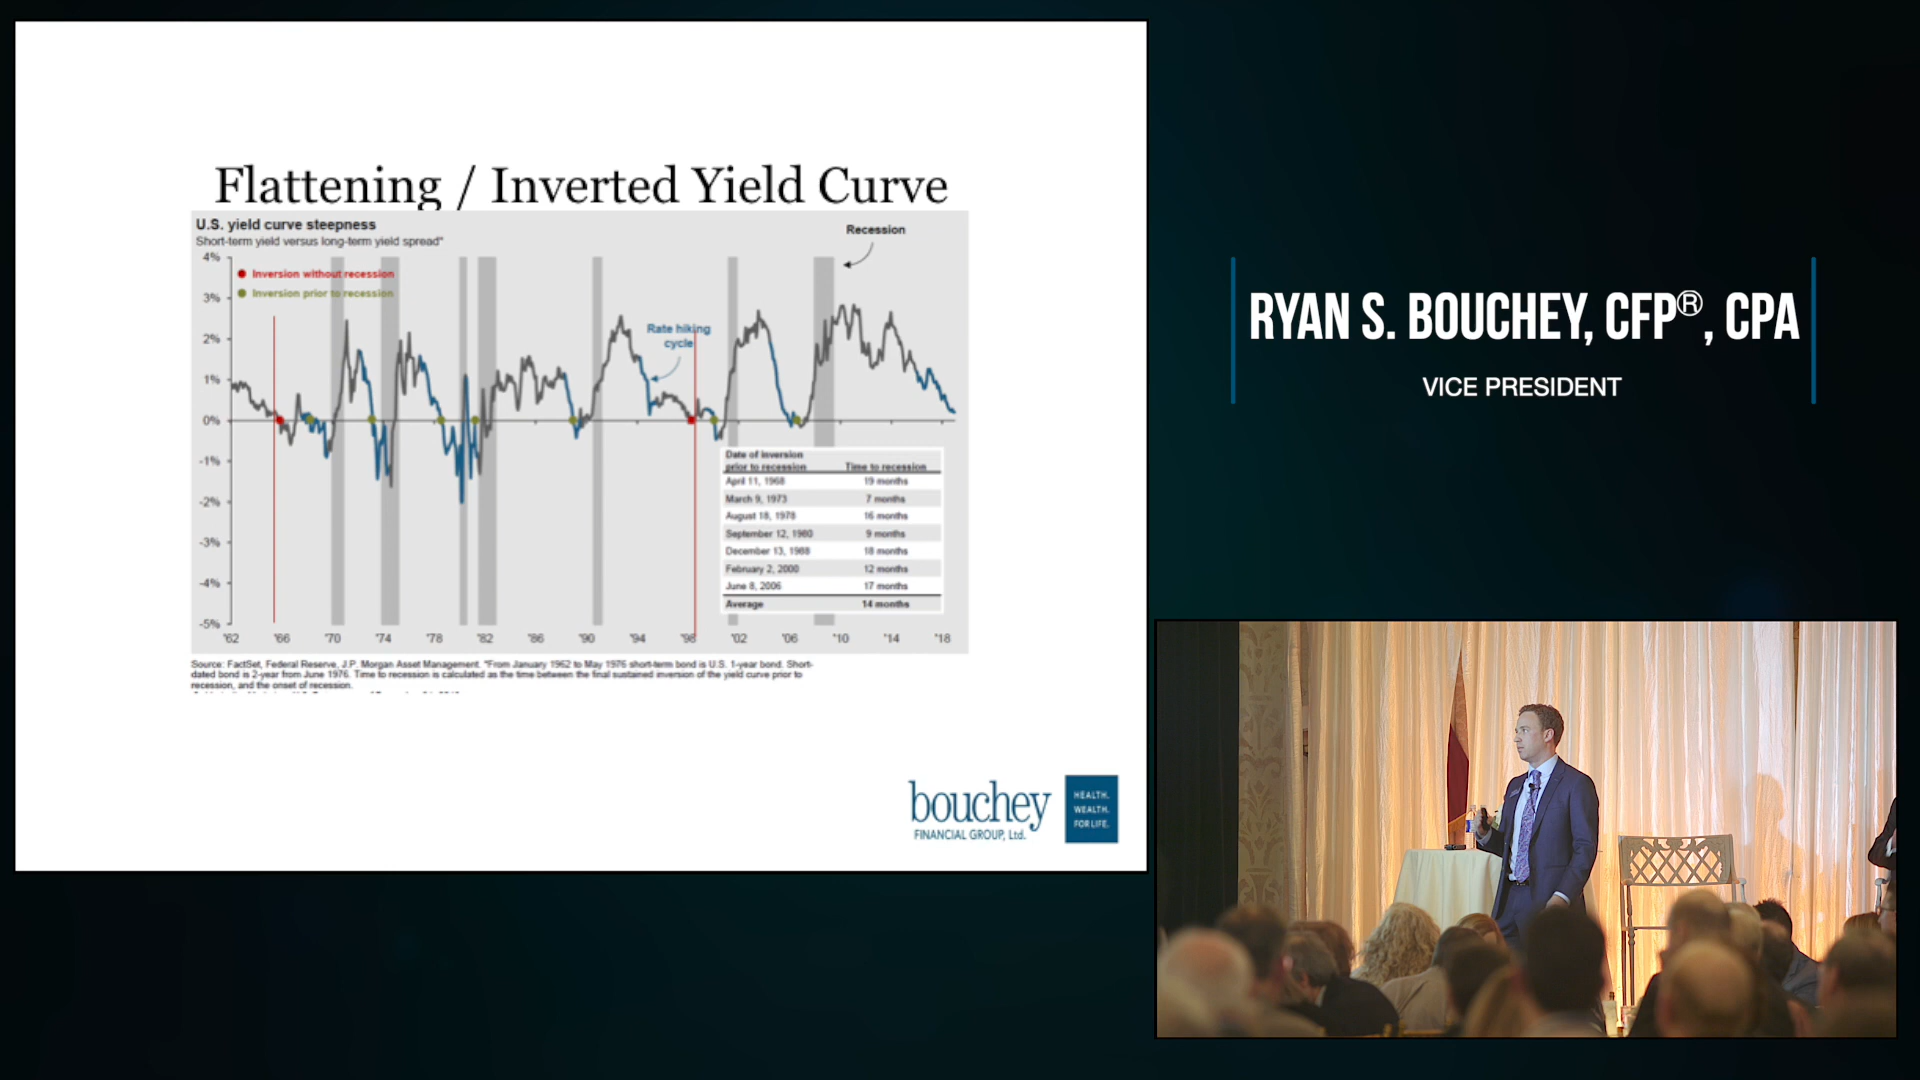 Flattening / Inverted Yield Curve
U.S. yield curve steepness
Short-term yield versus long-term yield spread*
Recession
4%
Inversion without recession
Inversion prior to recession
3%
Rate hiking
cycle
2%
1%
0%
-1%
-2%
-3%
-4%
-5%
Date of inversion
prior to recession Time to recession
April 11, 1968 19 months
March 9, 1973 7 months
August 18, 1978 16 months
September 12, 1980 9 months
December 13, 1988 18 months
February 2, 2000 12 months
June 8, 2006 17 months
Average 14 months
'62 '66 '70 '74 '78 '82 '86 '90 '94 '98 '02 '06 '10 '14 '18
Source: FactSet, Federal Reserve, J.P. Morgan Asset Management. *From January 1962 to May 1976 short-term bond is U.S. 1-year bond. Short-
dated bond is 2-year from June 1976. Time to recession is calculated as the time between the final sustained inversion of the yield curve prior to
recession, and the onset of recession.
bouchey
FINANCIAL GROUP, Ltd.
HEALTH.
WEALTH.
FOR LIFE.
RYAN S. BOUCHEY, CFP®, CPA
VICE PRESIDENT